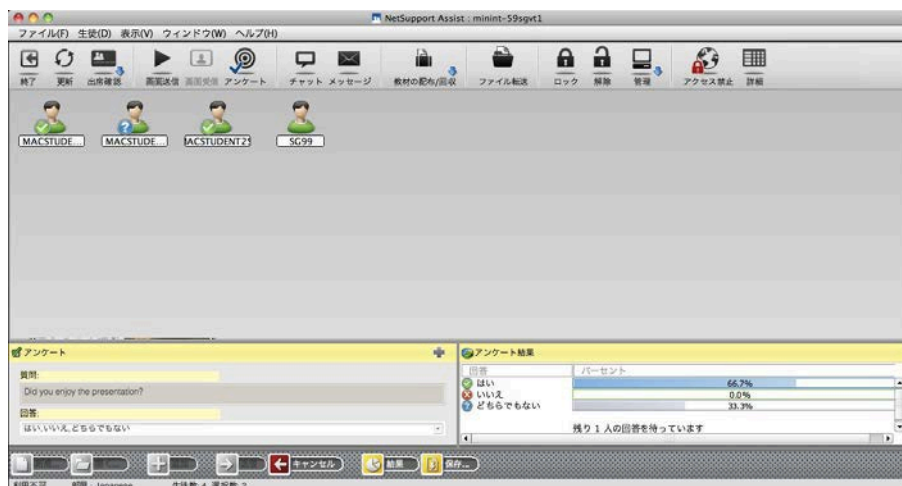 NetSupport Assist : minint-59sgvt1
ファイル(F) 生徒(D) 表示(V) ウィンドウ(W) ヘルプ(H)
終了 更新 出席確認 画面送信 画面受信 アンケート チャット メッセージ 教材の配布/回収 ファイル転送 ロック 解除 管理 アクセス禁止 詳細
MACSTUDE... MACSTUDE... MACSTUDENT2 SG99
アンケート
質問:
Did you enjoy the presentation?
回答:
はい,いいえ,どちらでもない
アンケート結果
回答 パーセント
はい 66.7%
いいえ 0.0%
どちらでもない 33.3%
残り 1 人の回答を待っています
キャンセル 結果 保存...
Japanese